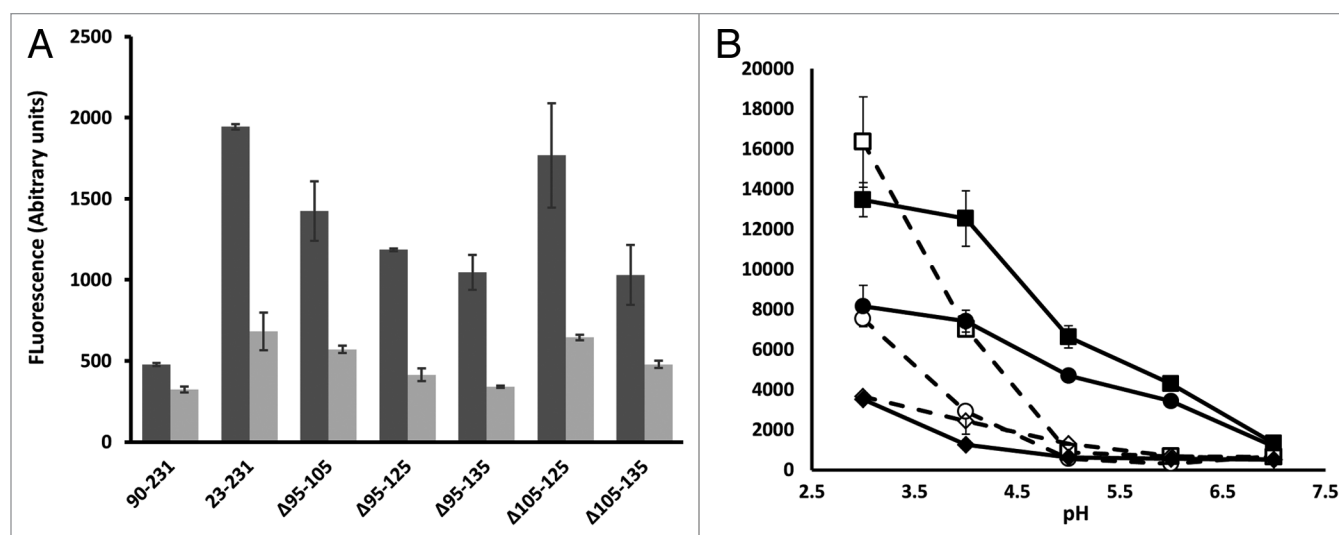 A
FLuorescence (Abitrary units)
2500
2000
1500
1000
500
0
90-231
23-231
Δ95-105
Δ95-125
Δ95-135
Δ105-125
Δ105-135
B
20000
18000
16000
14000
12000
10000
8000
6000
4000
2000
0
2.5 3.5 4.5 5.5 6.5 7.5
pH